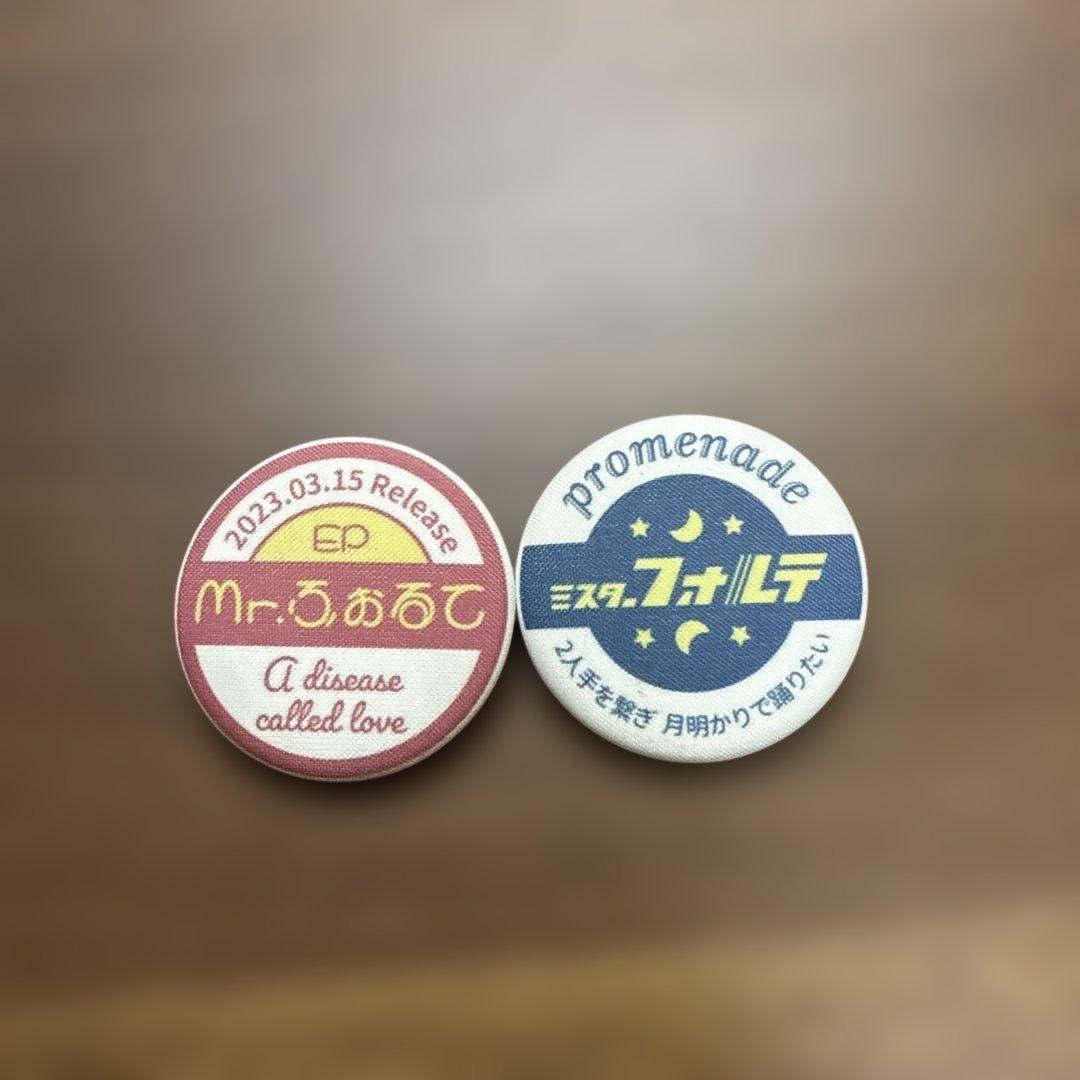 2023.03.15 Release
EP
Mr.ふぉるて
A disease
called love
promenade
ミスターフォルテ
2人手を繋ぎ 月明かりで踊りたい